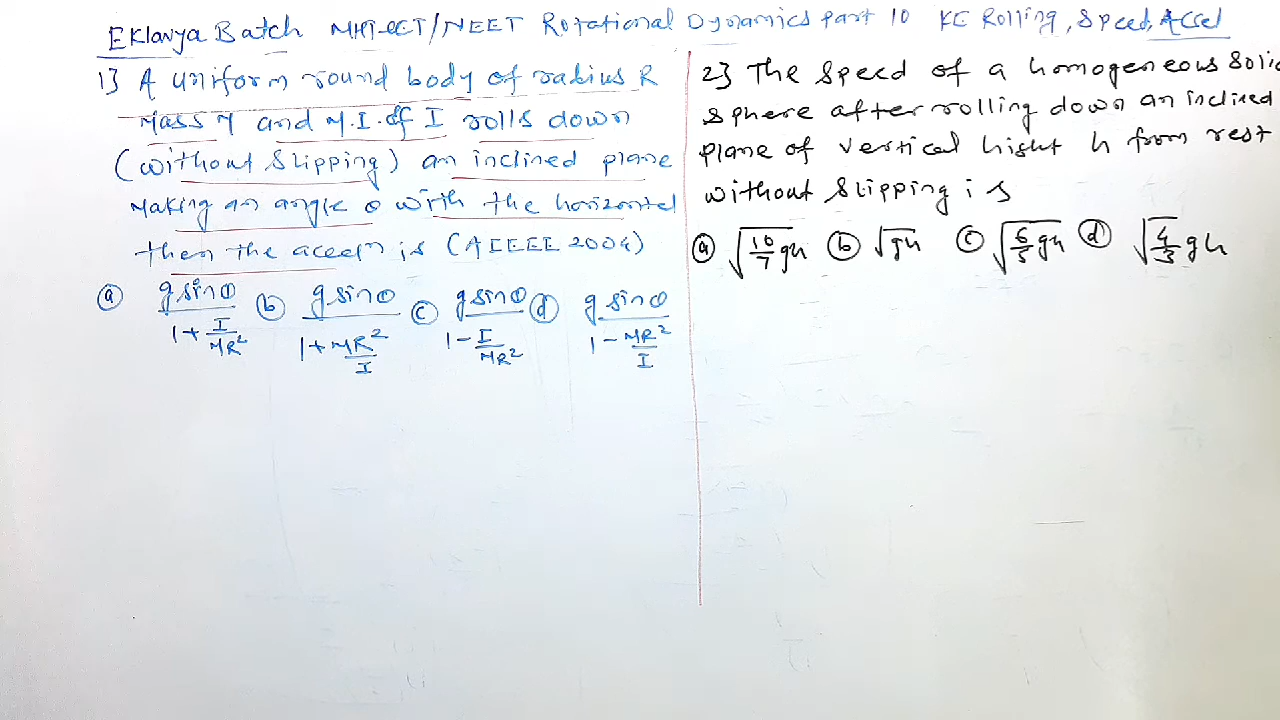 Eklavya Batch MHT-CET/NEET Rotational Dynamics Part 10 KE Rolling, Speed, Accel
1] A uniform round body of radius R
Mass M and M.I. of I rolls down
(without slipping) an inclined plane
Making an angle θ with the horizontal
then the accen is (AIEEE 2004)
ⓐ g sinθ / 1 + I/MR² ⓑ g sinθ / 1 + MR²/I ⓒ g sinθ / 1 - I/MR² ⓓ g sinθ / 1 - MR²/I
2] The speed of a homogeneous soli
sphere after rolling down an inclined
plane of vertical hight h from rest
without slipping is
ⓐ √10/7 gh ⓑ √gh ⓒ √6/5 gh ⓓ √4/3 gh